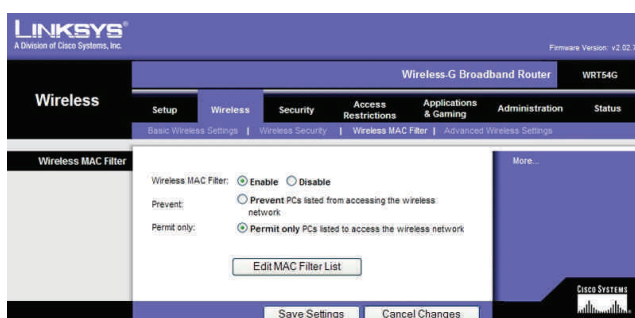 LINKSYS®
A Division of Cisco Systems, Inc.
Firmware Version: v2.02.7
Wireless-G Broadband Router WRT54G
Wireless
Setup Wireless Security Access Restrictions Applications & Gaming Administration Status
Basic Wireless Settings | Wireless Security | Wireless MAC Filter | Advanced Wireless Settings
Wireless MAC Filter
More...
Wireless MAC Filter: Enable Disable
Prevent: Prevent PCs listed from accessing the wireless
network
Permit only: Permit only PCs listed to access the wireless network
Edit MAC Filter List
CISCO SYSTEMS
Save Settings Cancel Changes